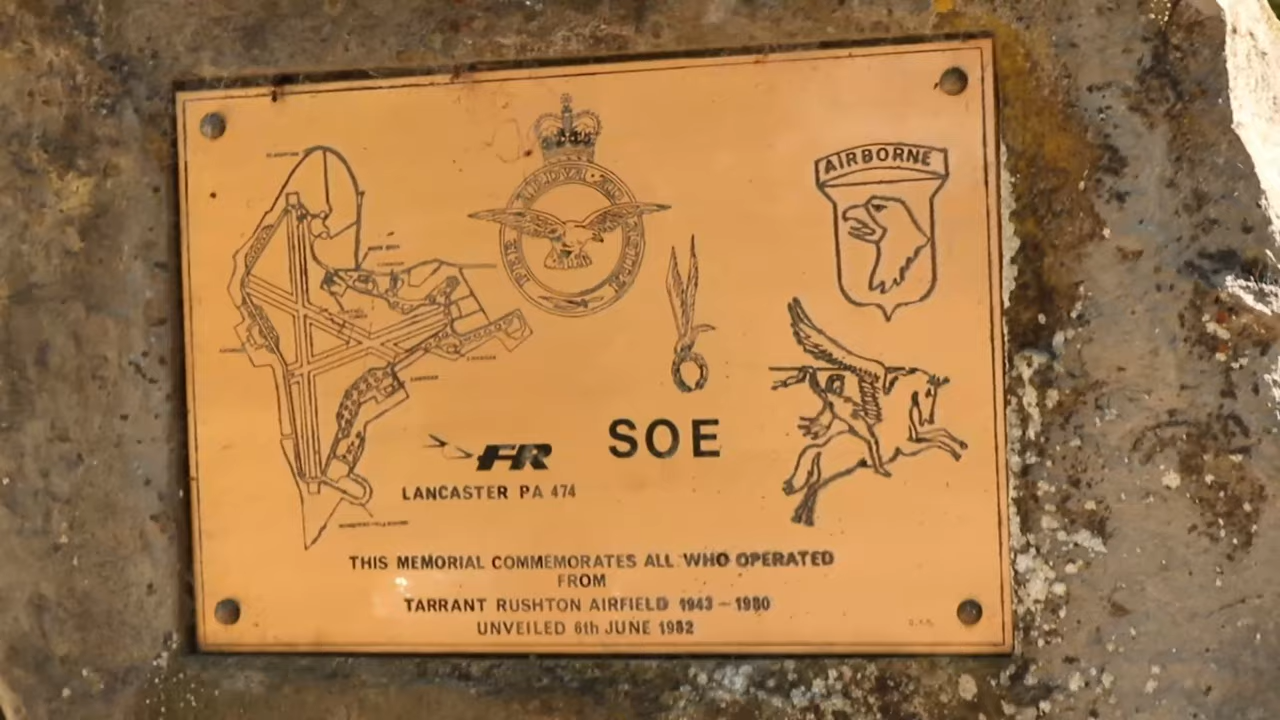 AIRBORNE
FR
SOE
LANCASTER PA 474
THIS MEMORIAL COMMEMORATES ALL WHO OPERATED
FROM
TARRANT RUSHTON AIRFIELD 1943 – 1980
UNVEILED 6th JUNE 1982